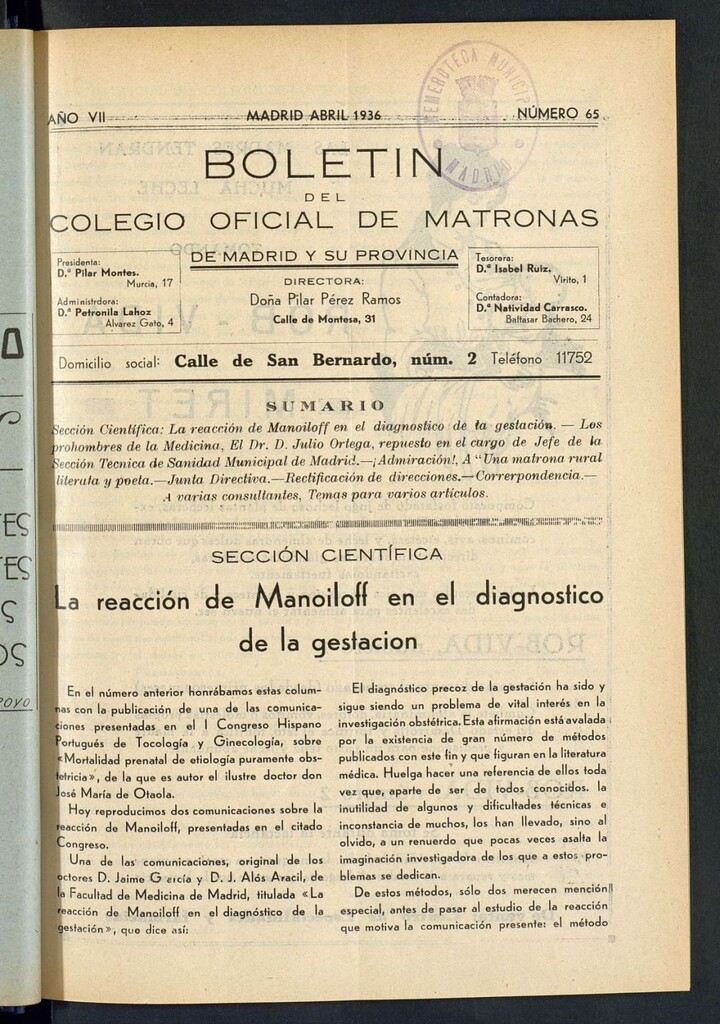 AÑO VII
MADRID ABRIL 1936
NÚMERO 65
HEMEROTECA MUNICIPAL
MADRID
BOLETIN
DEL
COLEGIO OFICIAL DE MATRONAS
DE MADRID Y SU PROVINCIA
Presidenta:
D.ª Pilar Montes.
Murcia, 17
Administrdora:
D.ª Petronila Lahoz
Alvarez Gato, 4
DIRECTORA:
Doña Pilar Pérez Ramos
Calle de Montesa, 31
Tesorera:
D.ª Isabel Ruiz.
Virito, 1
Contadora:
D.ª Natividad Carrasco.
Baltasar Bachero, 24
Domicilio social: Calle de San Bernardo, núm. 2 Teléfono 11752
SUMARIO
Sección Científica: La reacción de Manoiloff en el diagnostico de la gestación. — Los
prohombres de la Medicina, El Dr. D. Julio Ortega, repuesto en el cargo de Jefe de la
Sección Tecnica de Sanidad Municipal de Madrid.—¡Admiración!, A "Una matrona rural
literata y poeta.—Junta Directiva.—Rectificación de direcciones.—Correrpondencia.—
A varias consultantes, Temas para varios artículos.
SECCIÓN CIENTÍFICA
La reacción de Manoiloff en el diagnostico
de la gestacion
En el número anterior honrábamos estas colum-
nas con la publicación de una de las comunica-
ciones presentadas en el I Congreso Hispano
Portugués de Tocología y Ginecología, sobre
«Mortalidad prenatal de etiología puramente obs-
tetricia», de la que es autor el ilustre doctor don
José María de Otaola.
Hoy reproducimos dos comunicaciones sobre la
reacción de Manoiloff, presentadas en el citado
Congreso.
Una de las comunicaciones, original de los
doctores D. Jaime García y D. J. Alós Aracil, de
la Facultad de Medicina de Madrid, titulada «La
reacción de Manoiloff en el diagnóstico de la
gestación», que dice así:
El diagnóstico precoz de la gestación ha sido y
sigue siendo un problema de vital interés en la
investigación obstétrica. Esta afirmación está avalada
por la existencia de gran número de métodos
publicados con este fin y que figuran en la literatura
médica. Huelga hacer una referencia de ellos toda
vez que, aparte de ser de todos conocidos. la
inutilidad de algunos y dificultades técnicas e
inconstancia de muchos, los han llevado, sino al
olvido, a un renuerdo que pocas veces asalta la
imaginación investigadora de los que a estos pro-
blemas se dedican.
De estos métodos, sólo dos merecen mención
especial, antes de pasar al estudio de la reacción
que motiva la comunicación presente: el método